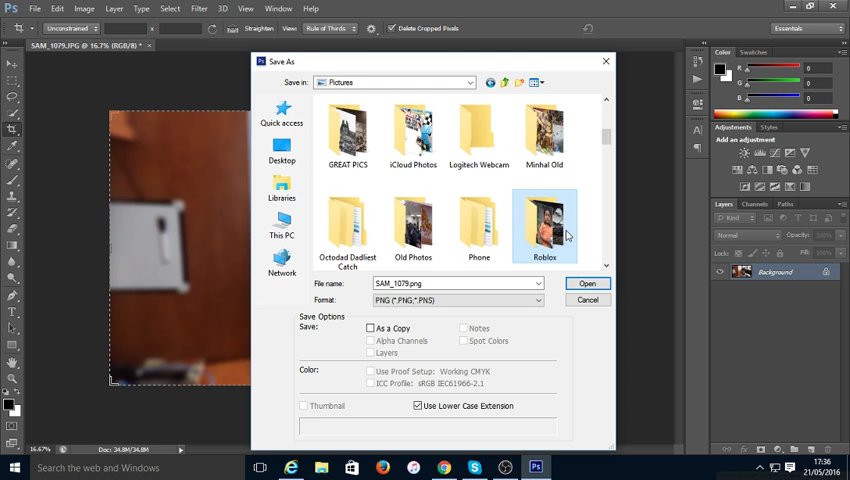 Ps File Edit Image Layer Type Select Filter 3D View Window Help
Unconstrained x Straighten View: Rule of Thirds Delete Cropped Pixels Essentials
SAM_1079.JPG @ 16.7% (RGB/8) * ×
Save As
Save in: Pictures
Quick access
Desktop
Libraries
This PC
Network
GREAT PICS iCloud Photos Logitech Webcam Minhal Old
Octodad Dadliest Catch Old Photos Phone Roblox
File name: SAM_1079.png Open
Format: PNG (*.PNG;*.PNS) Cancel
Save Options
Save: As a Copy Notes
Alpha Channels Spot Colors
Layers
Color: Use Proof Setup: Working CMYK
ICC Profile: sRGB IEC61966-2.1
Thumbnail Use Lower Case Extension
Color Swatches
R 0
G 0
B 0
Adjustments Styles
Add an adjustment
Layers Channels Paths
Kind
Normal Opacity:
Lock: Fill:
Background
16.67% Doc: 34.8M/34.8M
Search the web and Windows
17:36
21/05/2016